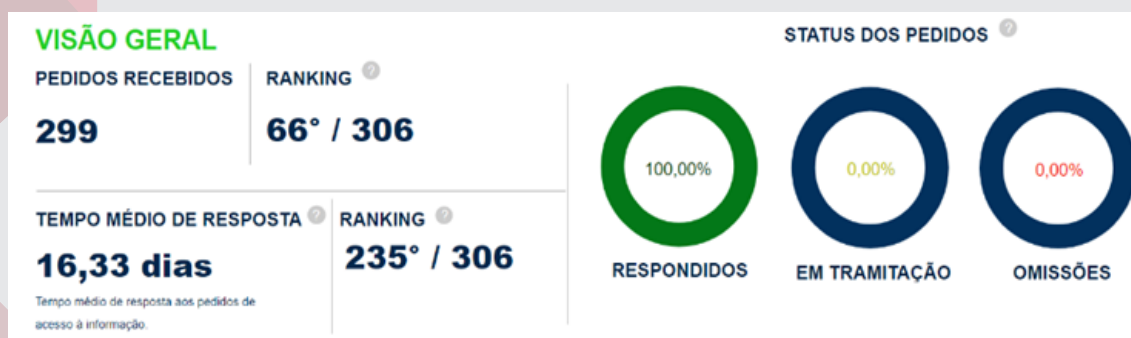 VISÃO GERAL
PEDIDOS RECEBIDOS
299
RANKING ?
66° / 306
TEMPO MÉDIO DE RESPOSTA ?
16,33 dias
Tempo médio de resposta aos pedidos de
acesso à informação.
RANKING ?
235° / 306
STATUS DOS PEDIDOS ?
100,00%
RESPONDIDOS
0,00%
EM TRAMITAÇÃO
0,00%
OMISSÕES